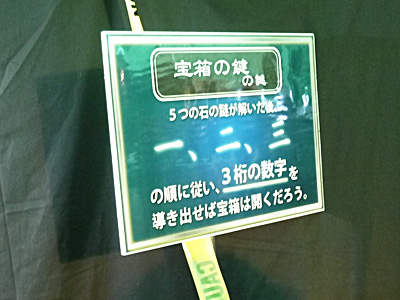 宝箱の鍵
の謎
5つの石の謎が解いた後、
一、二、三
の順に従い、3桁の数字を
導き出せば宝箱は開くだろう。
CAU